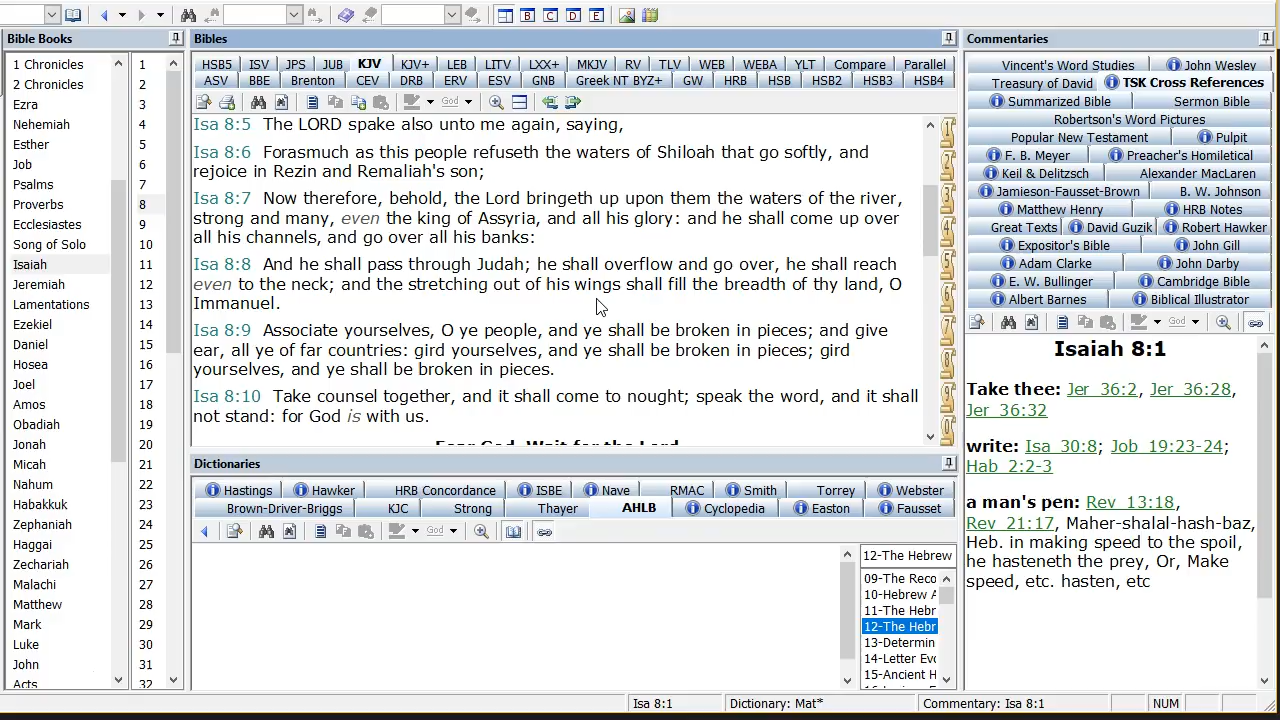 Bible Books
1 Chronicles
2 Chronicles
Ezra
Nehemiah
Esther
Job
Psalms
Proverbs
Ecclesiastes
Song of Solo
Isaiah
Jeremiah
Lamentations
Ezekiel
Daniel
Hosea
Joel
Amos
Obadiah
Jonah
Micah
Nahum
Habakkuk
Zephaniah
Haggai
Zechariah
Malachi
Matthew
Mark
Luke
John
Acts
1
2
3
4
5
6
7
8
9
10
11
12
13
14
15
16
17
18
19
20
21
22
23
24
25
26
27
28
29
30
31
32
B C D E
Bibles
HSB5 ISV JPS JUB KJV KJV+ LEB LITV LXX+ MKJV RV TLV WEB WEBA YLT Compare Parallel
ASV BBE Brenton CEV DRB ERV ESV GNB Greek NT BYZ+ GW HRB HSB HSB2 HSB3 HSB4
God
Isa 8:5 The LORD spake also unto me again, saying,
Isa 8:6 Forasmuch as this people refuseth the waters of Shiloah that go softly, and
rejoice in Rezin and Remaliah's son;
Isa 8:7 Now therefore, behold, the Lord bringeth up upon them the waters of the river,
strong and many, even the king of Assyria, and all his glory: and he shall come up over
all his channels, and go over all his banks:
Isa 8:8 And he shall pass through Judah; he shall overflow and go over, he shall reach
even to the neck; and the stretching out of his wings shall fill the breadth of thy land, O
Immanuel.
Isa 8:9 Associate yourselves, O ye people, and ye shall be broken in pieces; and give
ear, all ye of far countries: gird yourselves, and ye shall be broken in pieces; gird
yourselves, and ye shall be broken in pieces.
Isa 8:10 Take counsel together, and it shall come to nought; speak the word, and it shall
not stand: for God is with us.
Fear God, Wait for the Lord
Dictionaries
Hastings Hawker HRB Concordance ISBE Nave RMAC Smith Torrey Webster
Brown-Driver-Briggs KJC Strong Thayer AHLB Cyclopedia Easton Fausset
God
12-The Hebrew
09-The Reco
10-Hebrew A
11-The Hebr
12-The Hebr
13-Determin
14-Letter Evo
15-Ancient H
Commentaries
Vincent's Word Studies John Wesley
Treasury of David TSK Cross References
Summarized Bible Sermon Bible
Robertson's Word Pictures
Popular New Testament Pulpit
F. B. Meyer Preacher's Homiletical
Keil & Delitzsch Alexander MacLaren
Jamieson-Fausset-Brown B. W. Johnson
Matthew Henry HRB Notes
Great Texts David Guzik Robert Hawker
Expositor's Bible John Gill
Adam Clarke John Darby
E. W. Bullinger Cambridge Bible
Albert Barnes Biblical Illustrator
God
Isaiah 8:1
Take thee: Jer_36:2, Jer_36:28,
Jer_36:32
write: Isa_30:8; Job_19:23-24;
Hab_2:2-3
a man's pen: Rev_13:18,
Rev_21:17, Maher-shalal-hash-baz,
Heb. in making speed to the spoil,
he hasteneth the prey, Or, Make
speed, etc. hasten, etc
Isa 8:1 Dictionary: Mat* Commentary: Isa 8:1 NUM